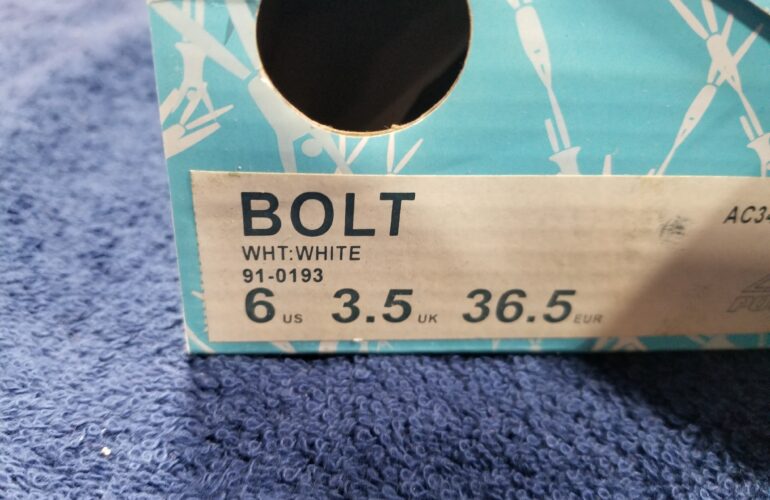 BOLT
WHT:WHITE
91-0193
6 US 3.5 UK 36.5 EUR